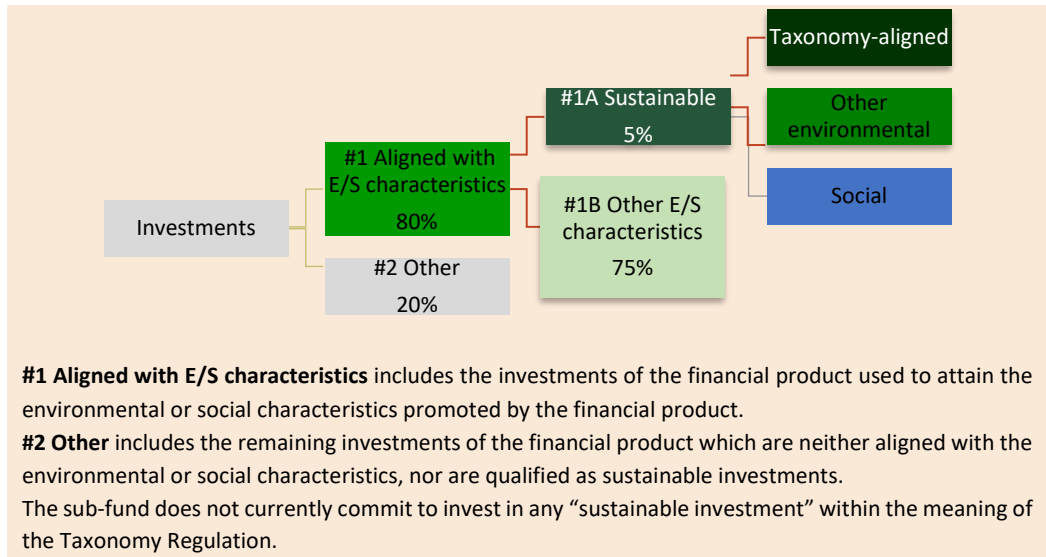 Taxonomy-aligned
#1A Sustainable
5%
Other
environmental
#1 Aligned with
E/S characteristics
80%
#1B Other E/S
characteristics
75%
Social
Investments
#2 Other
20%
#1 Aligned with E/S characteristics includes the investments of the financial product used to attain the
environmental or social characteristics promoted by the financial product.
#2 Other includes the remaining investments of the financial product which are neither aligned with the
environmental or social characteristics, nor are qualified as sustainable investments.
The sub-fund does not currently commit to invest in any “sustainable investment” within the meaning of
the Taxonomy Regulation.